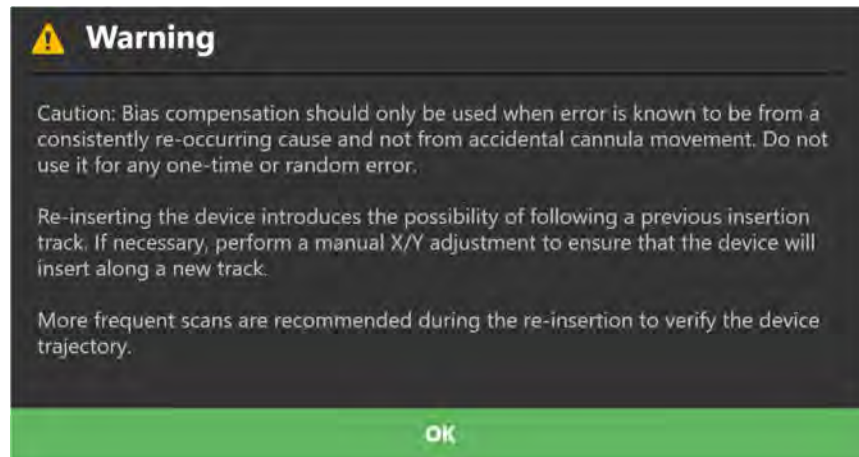 Warning
Caution: Bias compensation should only be used when error is known to be from a
consistently re-occurring cause and not from accidental cannula movement. Do not
use it for any one-time or random error.
Re-inserting the device introduces the possibility of following a previous insertion
track. If necessary, perform a manual X/Y adjustment to ensure that the device will
insert along a new track.
More frequent scans are recommended during the re-insertion to verify the device
trajectory.
OK